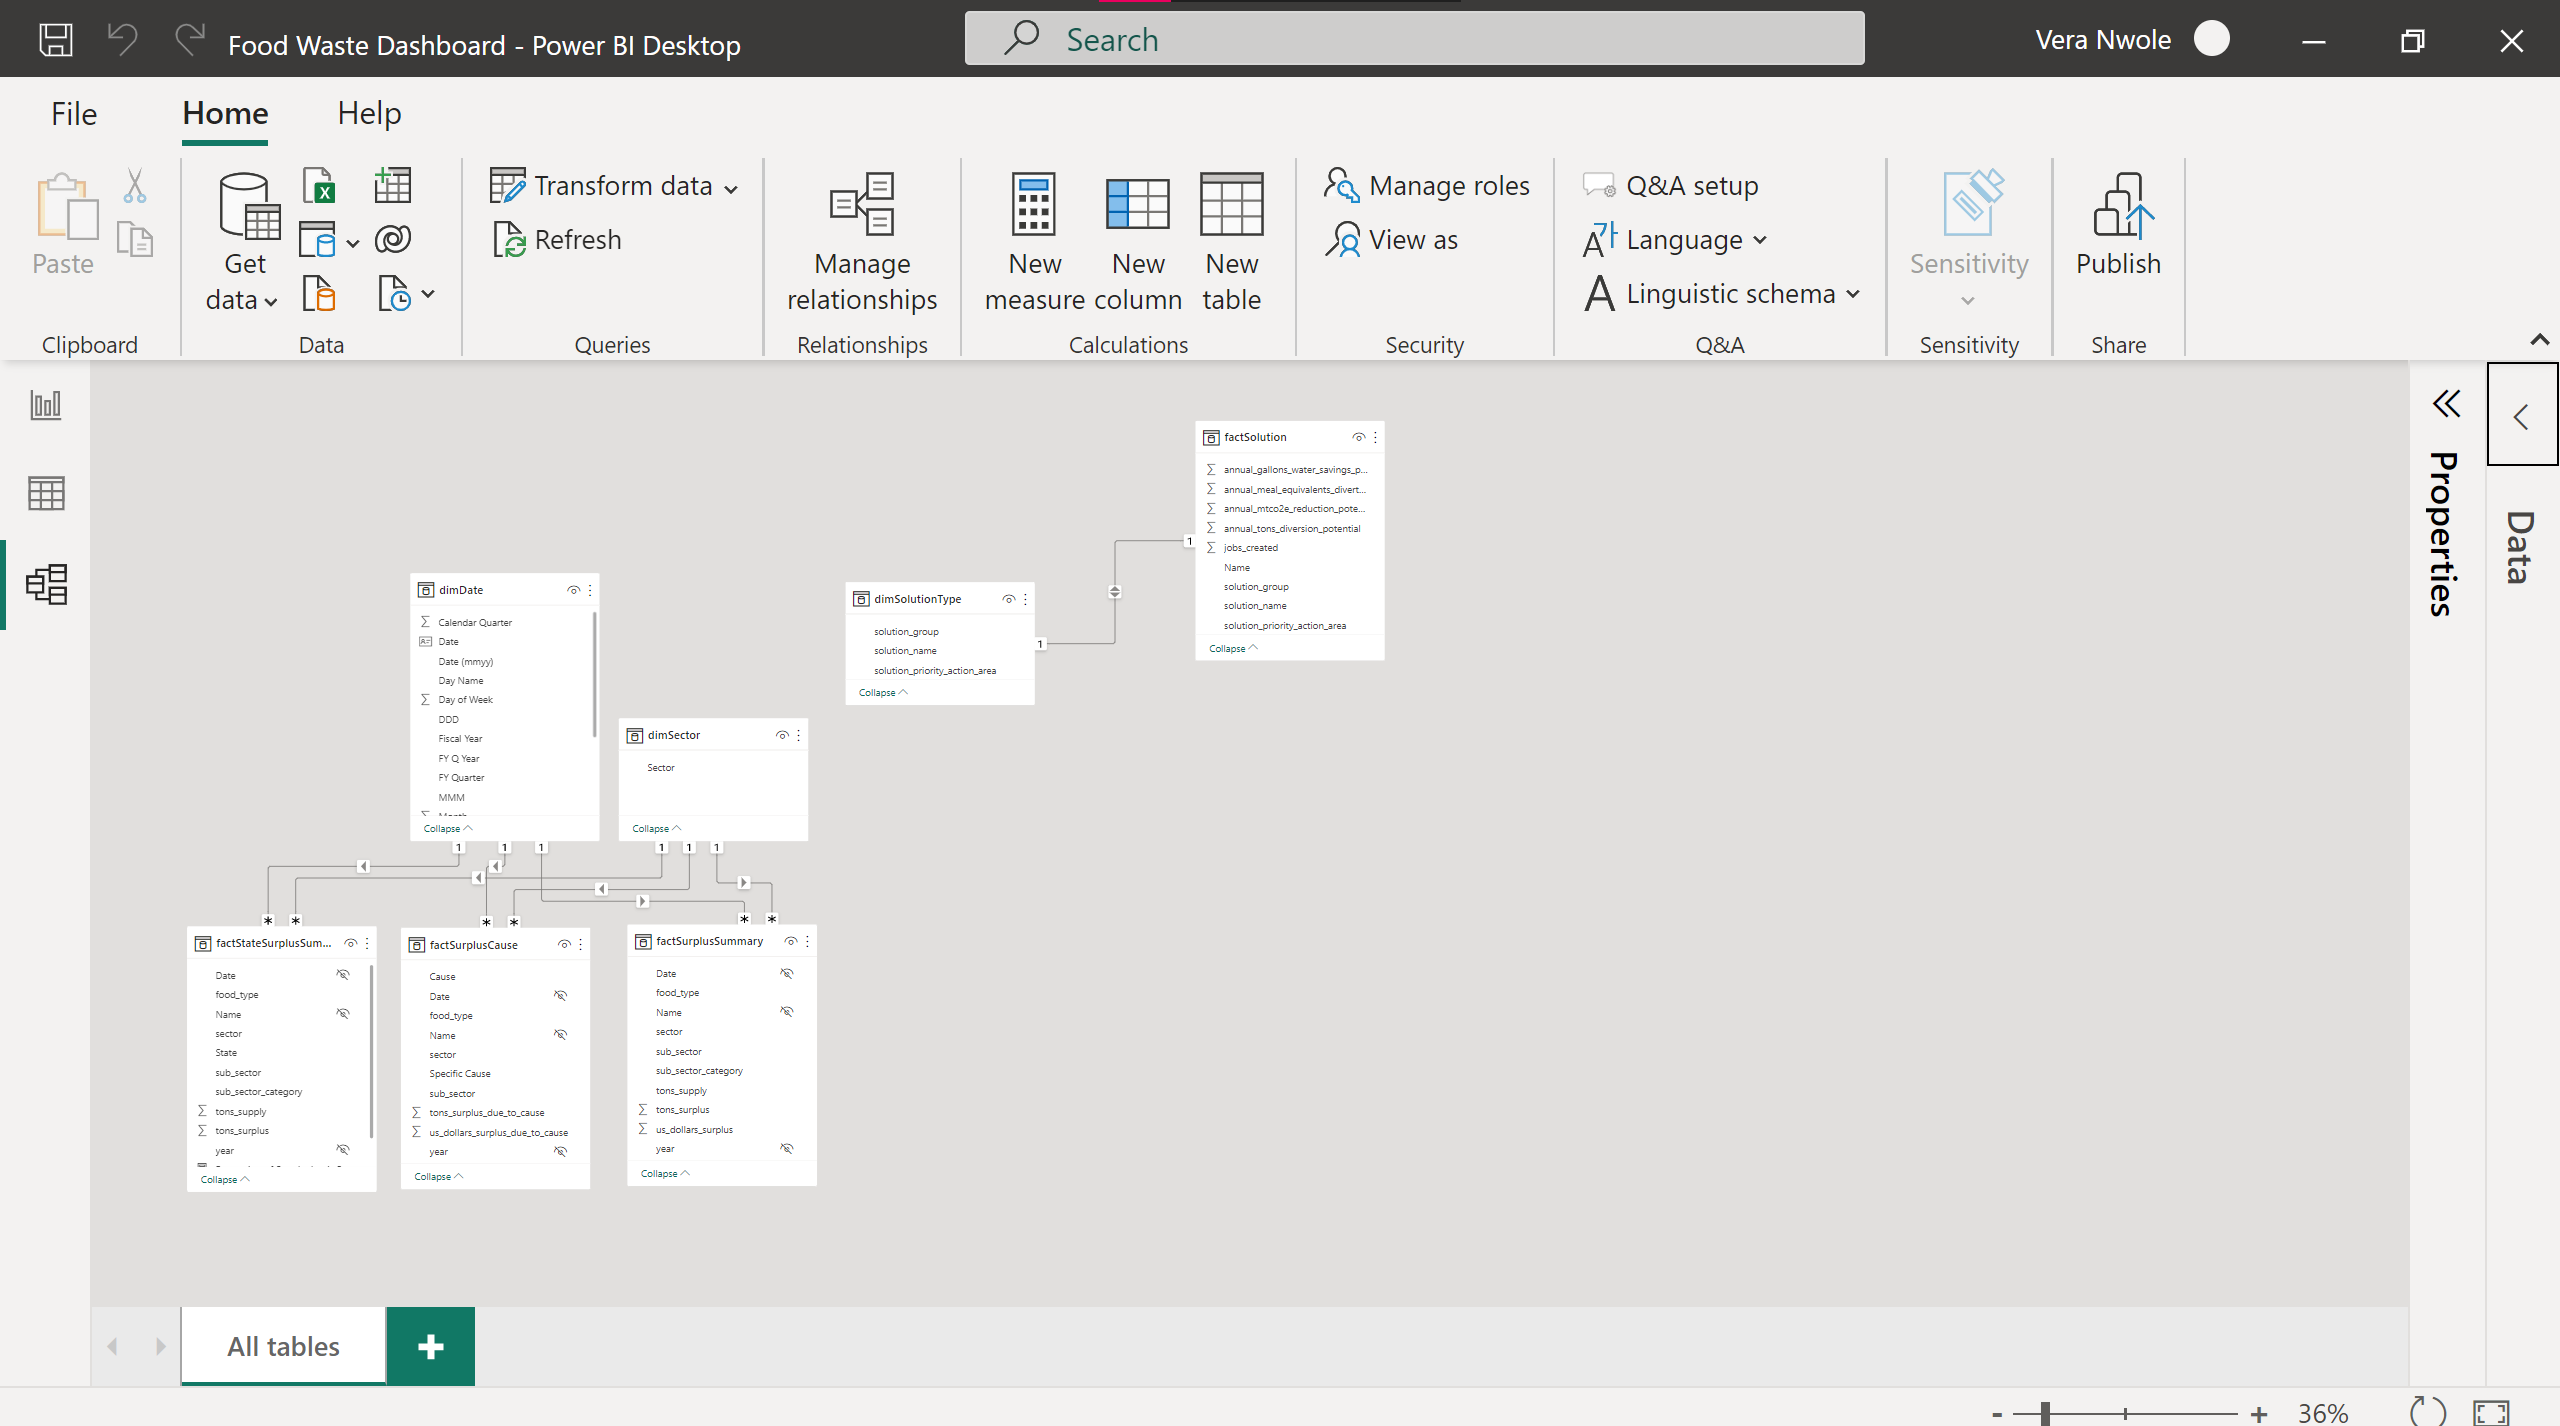 Food Waste Dashboard - Power BI Desktop
Search
Vera Nwole
File
Home
Help
Paste
Clipboard
Get data
Data
Transform data
Refresh
Queries
Manage relationships
Relationships
New measure
New column
New table
Calculations
Manage roles
View as
Security
Q&A setup
Language
Linguistic schema
Q&A
Sensitivity
Sensitivity
Publish
Share
Properties
Data
factSolution
annual_gallons_water_savings_p...
annual_meal_equivalents_divert...
annual_mtco2e_reduction_pote...
annual_tons_diversion_potential
jobs_created
Name
solution_group
solution_name
solution_priority_action_area
Collapse
1
1
dimSolutionType
solution_group
solution_name
solution_priority_action_area
Collapse
dimDate
Calendar Quarter
Date
Date (mmyy)
Day Name
Day of Week
DDD
Fiscal Year
FY Q Year
FY Quarter
MMM
Month
Collapse
dimSector
Sector
Collapse
1 1 1 1 1 1
* * * * * *
factStateSurplusSum...
Date
food_type
Name
sector
State
sub_sector
sub_sector_category
tons_supply
tons_surplus
year
Collapse
factSurplusCause
Cause
Date
food_type
Name
sector
Specific Cause
sub_sector
tons_surplus_due_to_cause
us_dollars_surplus_due_to_cause
year
Collapse
factSurplusSummary
Date
food_type
Name
sector
sub_sector
sub_sector_category
tons_supply
tons_surplus
us_dollars_surplus
year
Collapse
All tables
+
- + 36%